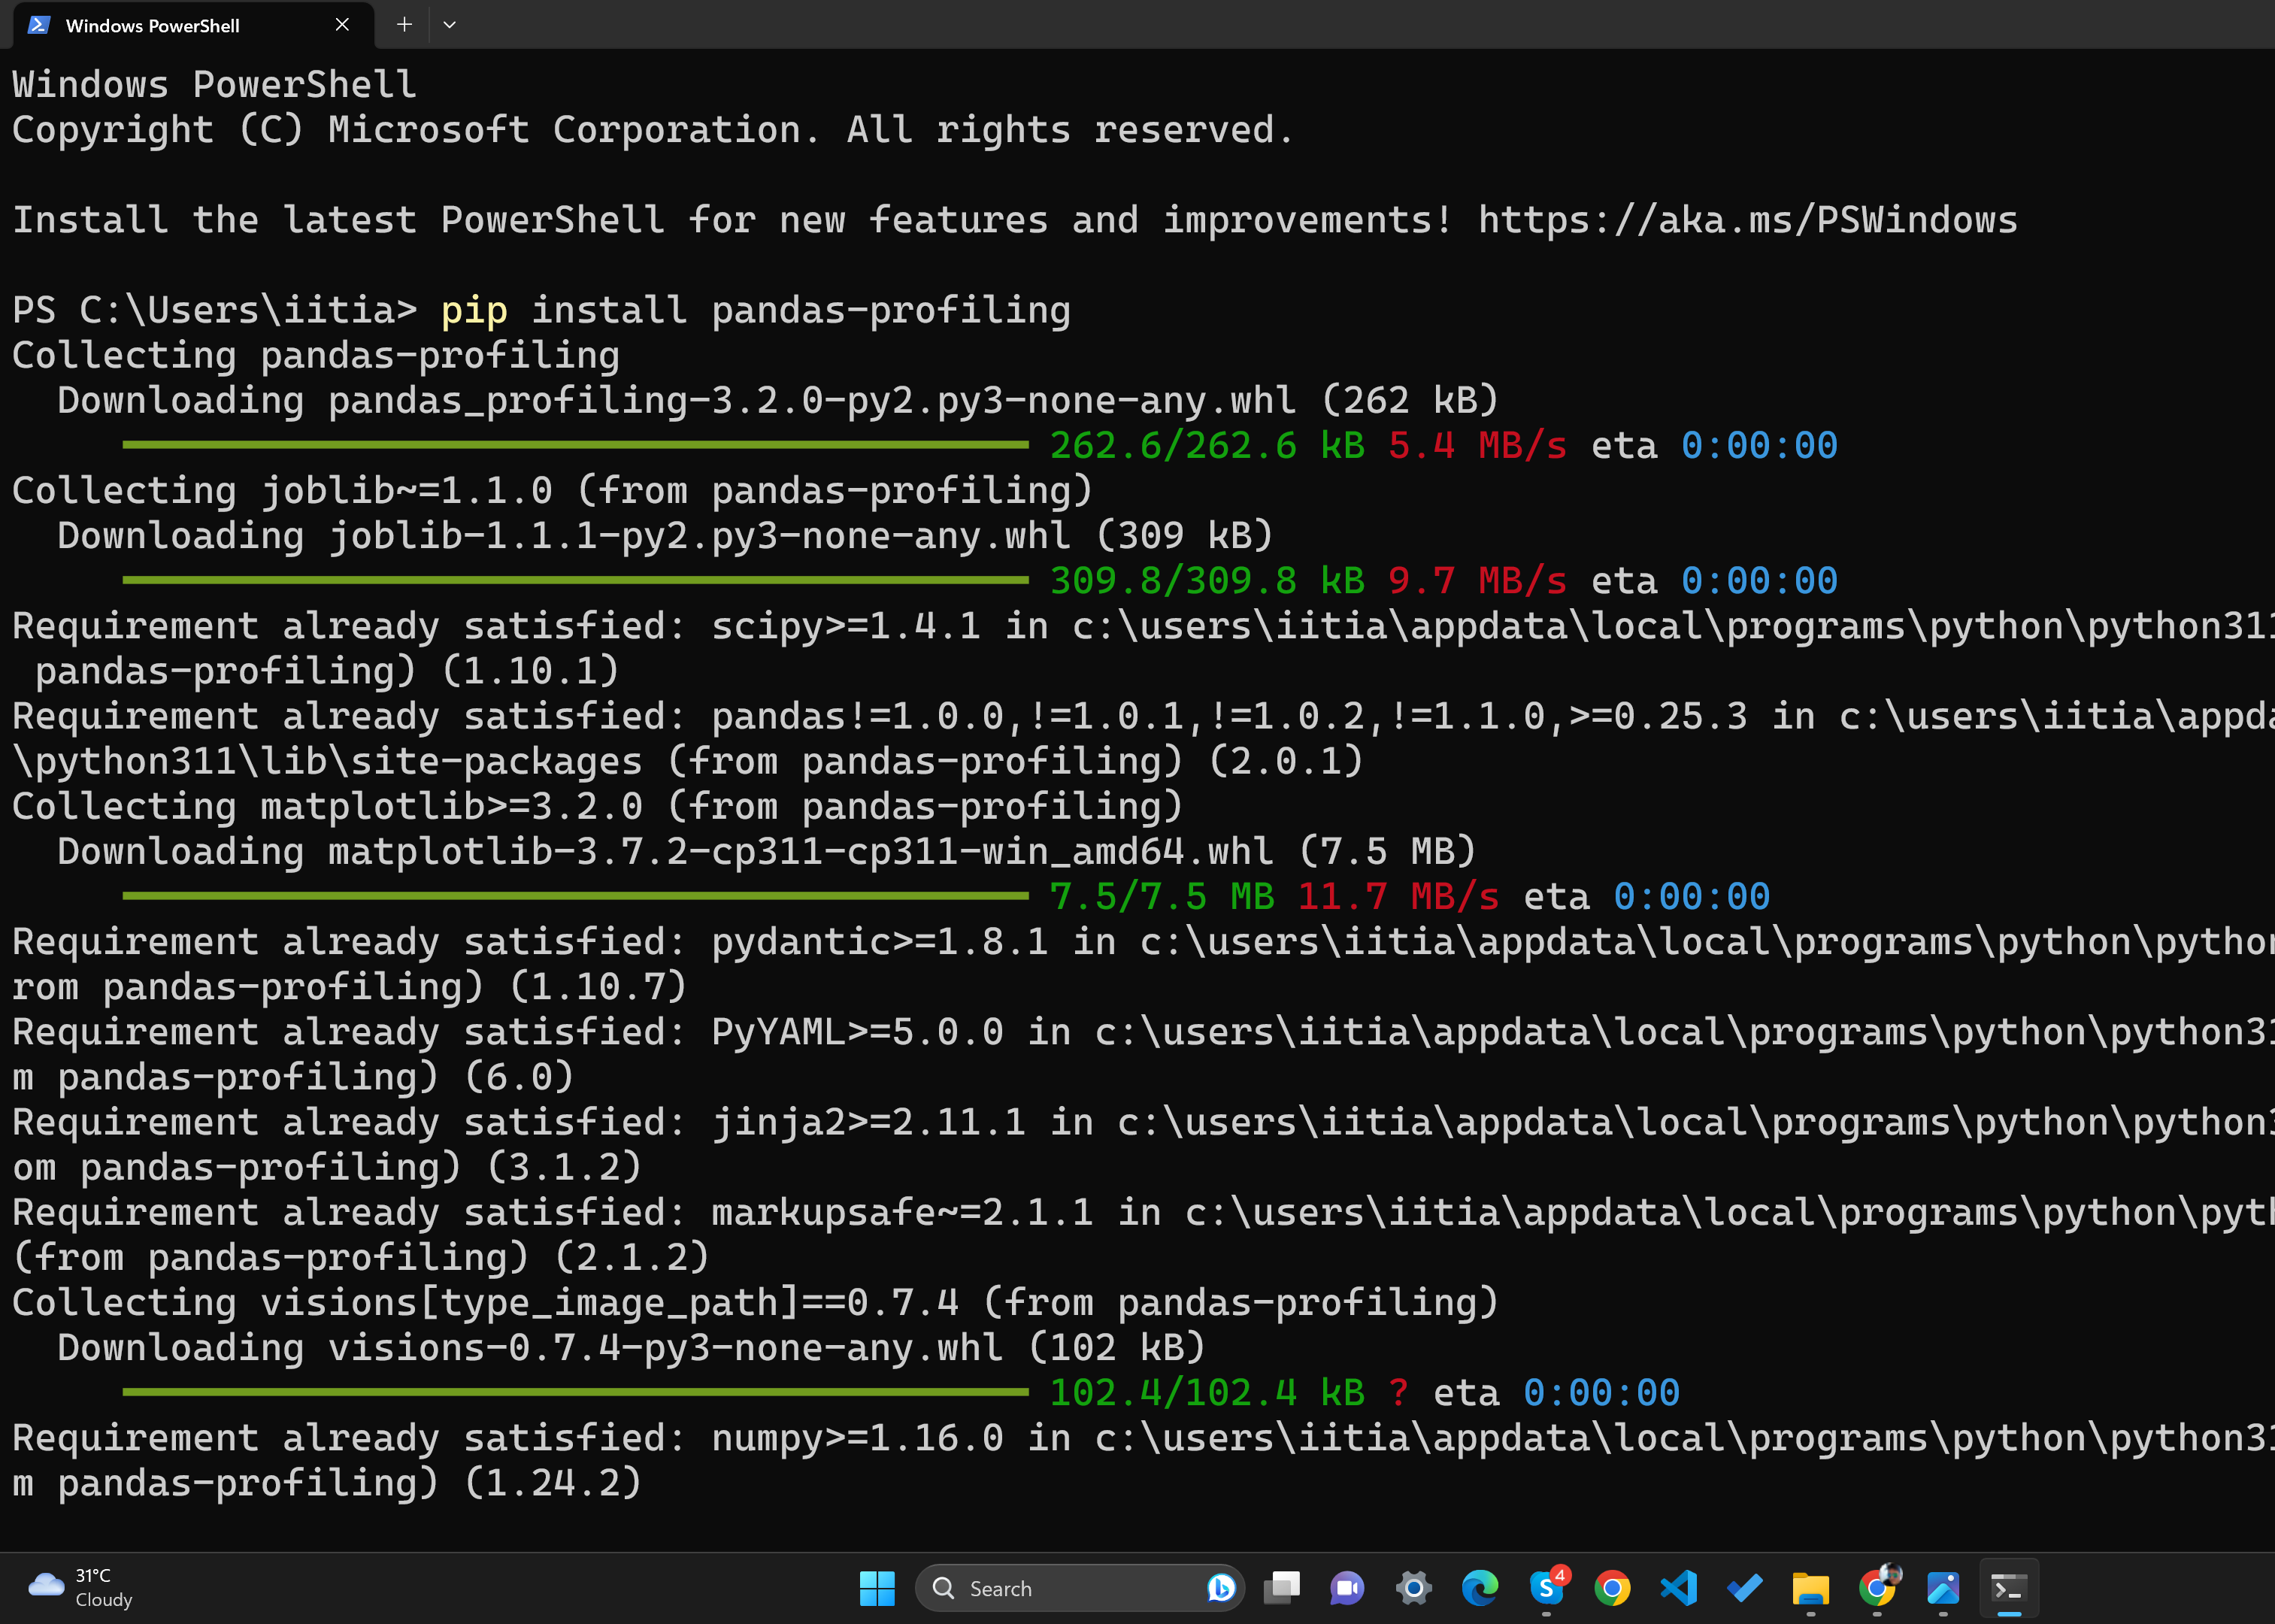 Windows PowerShell
Windows PowerShell
Copyright (C) Microsoft Corporation. All rights reserved.
Install the latest PowerShell for new features and improvements! https://aka.ms/PSWindows
PS C:\Users\iitia> pip install pandas-profiling
Collecting pandas-profiling
  Downloading pandas_profiling-3.2.0-py2.py3-none-any.whl (262 kB)
262.6/262.6 kB 5.4 MB/s eta 0:00:00
Collecting joblib~=1.1.0 (from pandas-profiling)
  Downloading joblib-1.1.1-py2.py3-none-any.whl (309 kB)
309.8/309.8 kB 9.7 MB/s eta 0:00:00
Requirement already satisfied: scipy>=1.4.1 in c:\users\iitia\appdata\local\programs\python\python311
 pandas-profiling) (1.10.1)
Requirement already satisfied: pandas!=1.0.0,!=1.0.1,!=1.0.2,!=1.1.0,>=0.25.3 in c:\users\iitia\appda
\python311\lib\site-packages (from pandas-profiling) (2.0.1)
Collecting matplotlib>=3.2.0 (from pandas-profiling)
  Downloading matplotlib-3.7.2-cp311-cp311-win_amd64.whl (7.5 MB)
7.5/7.5 MB 11.7 MB/s eta 0:00:00
Requirement already satisfied: pydantic>=1.8.1 in c:\users\iitia\appdata\local\programs\python\python
rom pandas-profiling) (1.10.7)
Requirement already satisfied: PyYAML>=5.0.0 in c:\users\iitia\appdata\local\programs\python\python31
m pandas-profiling) (6.0)
Requirement already satisfied: jinja2>=2.11.1 in c:\users\iitia\appdata\local\programs\python\python3
om pandas-profiling) (3.1.2)
Requirement already satisfied: markupsafe~=2.1.1 in c:\users\iitia\appdata\local\programs\python\pyth
(from pandas-profiling) (2.1.2)
Collecting visions[type_image_path]==0.7.4 (from pandas-profiling)
  Downloading visions-0.7.4-py3-none-any.whl (102 kB)
102.4/102.4 kB ? eta 0:00:00
Requirement already satisfied: numpy>=1.16.0 in c:\users\iitia\appdata\local\programs\python\python31
m pandas-profiling) (1.24.2)
31°C
Cloudy
Search
4